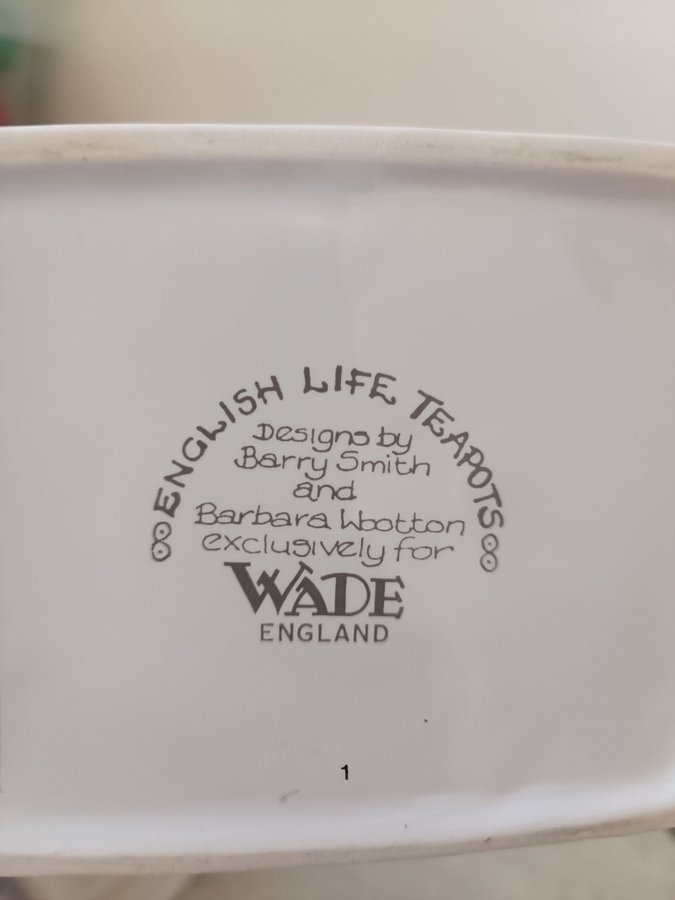 ENGLISH LIFE TEAPOTS
Designs by
Barry Smith
and
Barbara Wootton
exclusively for
WADE
ENGLAND
1